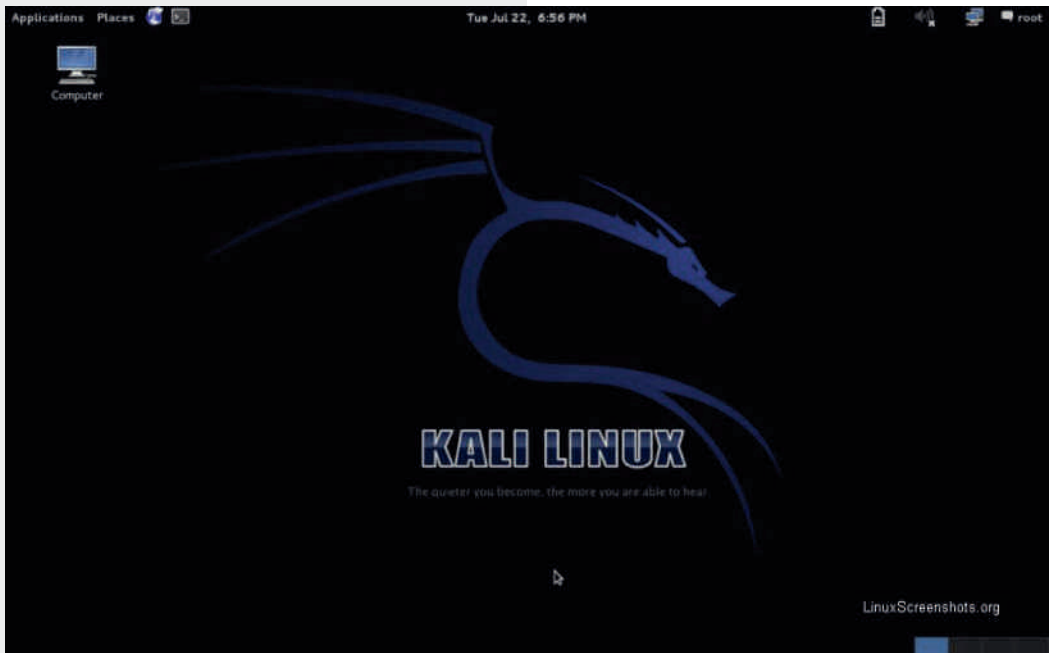 Applications Places Tue Jul 22, 6:56 PM root
Computer
KALI LINUX
The quieter you become, the more you are able to hear
LinuxScreenshots.org